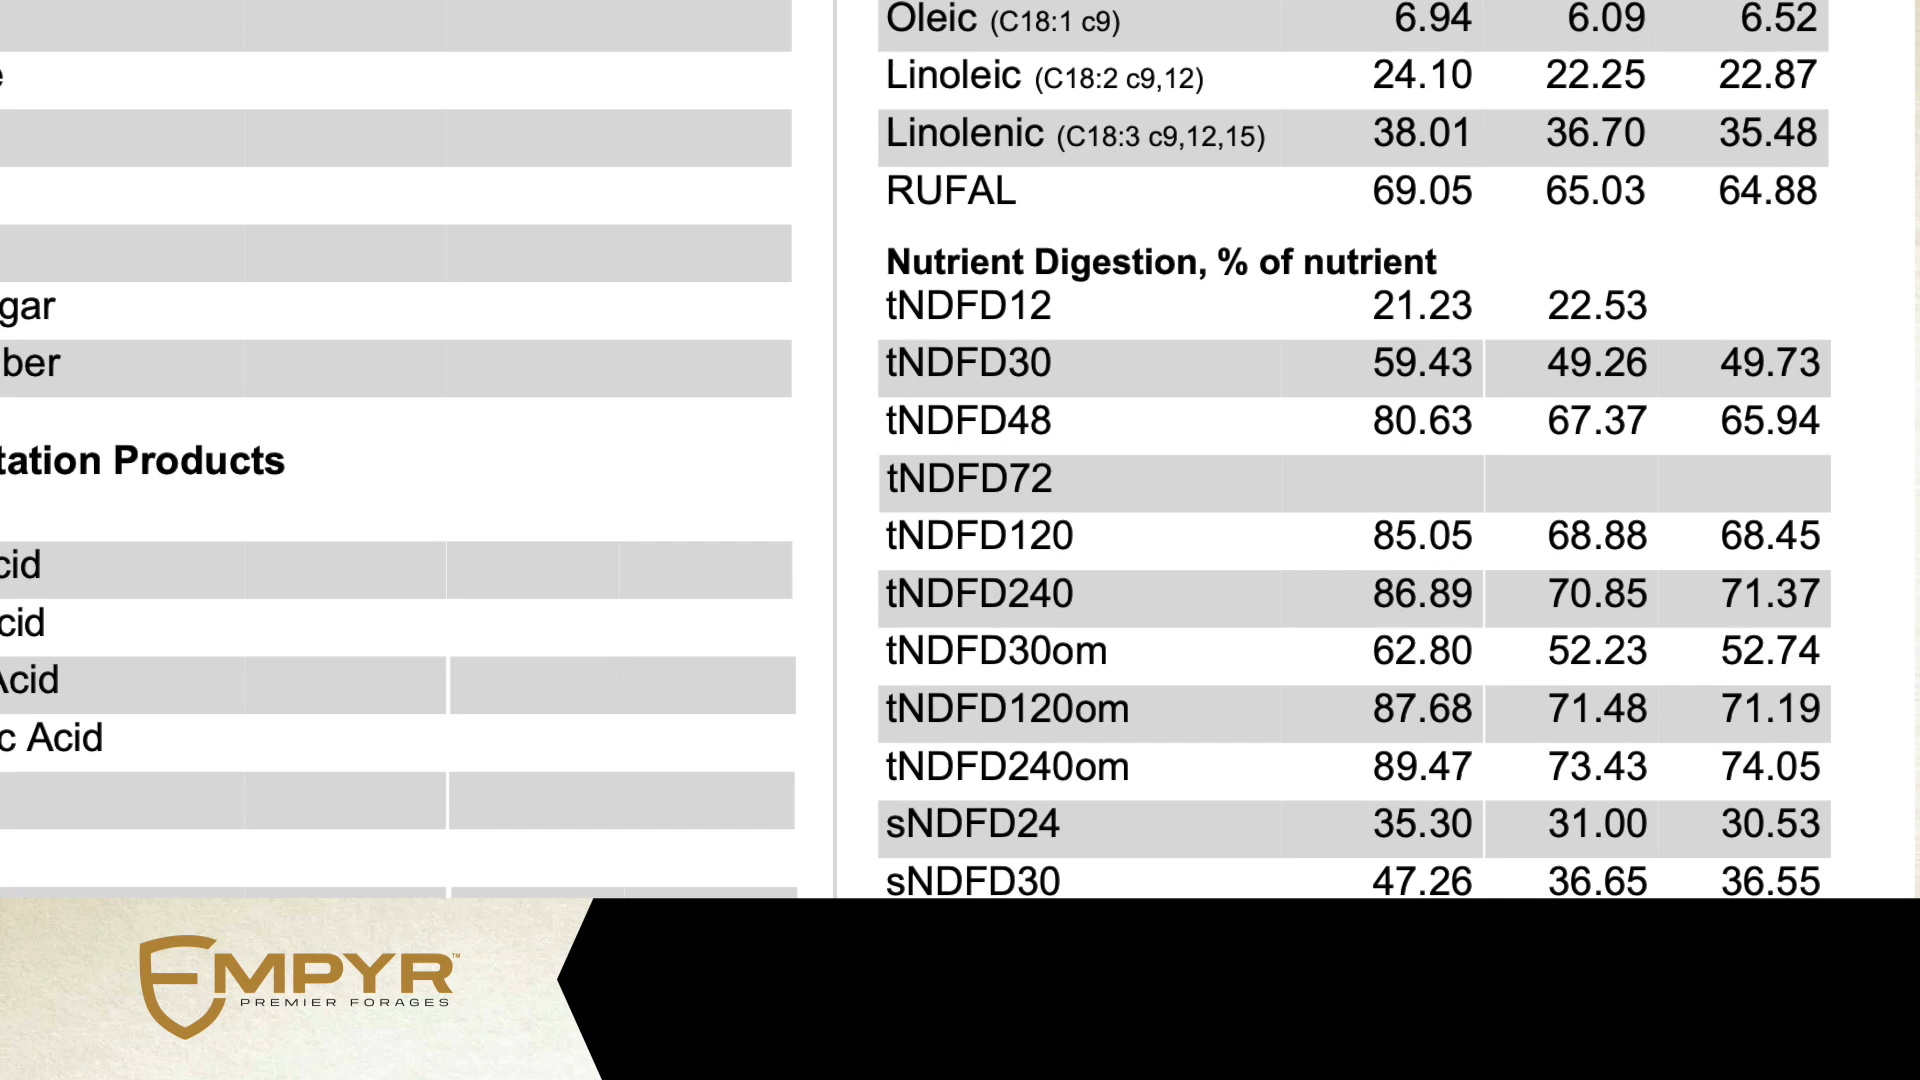 Oleic (C18:1 c9) 6.94 6.09 6.52
Linoleic (C18:2 c9,12) 24.10 22.25 22.87
Linolenic (C18:3 c9,12,15) 38.01 36.70 35.48
RUFAL 69.05 65.03 64.88
Nutrient Digestion, % of nutrient
tNDFD12 21.23 22.53
tNDFD30 59.43 49.26 49.73
tNDFD48 80.63 67.37 65.94
tNDFD72
tNDFD120 85.05 68.88 68.45
tNDFD240 86.89 70.85 71.37
tNDFD30om 62.80 52.23 52.74
tNDFD120om 87.68 71.48 71.19
tNDFD240om 89.47 73.43 74.05
sNDFD24 35.30 31.00 30.53
sNDFD30 47.26 36.65 36.55
gar
ber
tation Products
cid
cid
Acid
c Acid
EMPYR™
PREMIER FORAGES